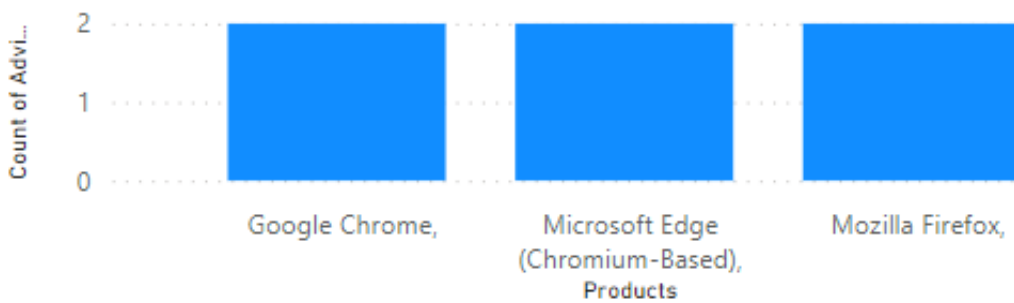 Count of Advi...
2
1
0
Google Chrome,
Microsoft Edge
(Chromium-Based),
Mozilla Firefox,
Products